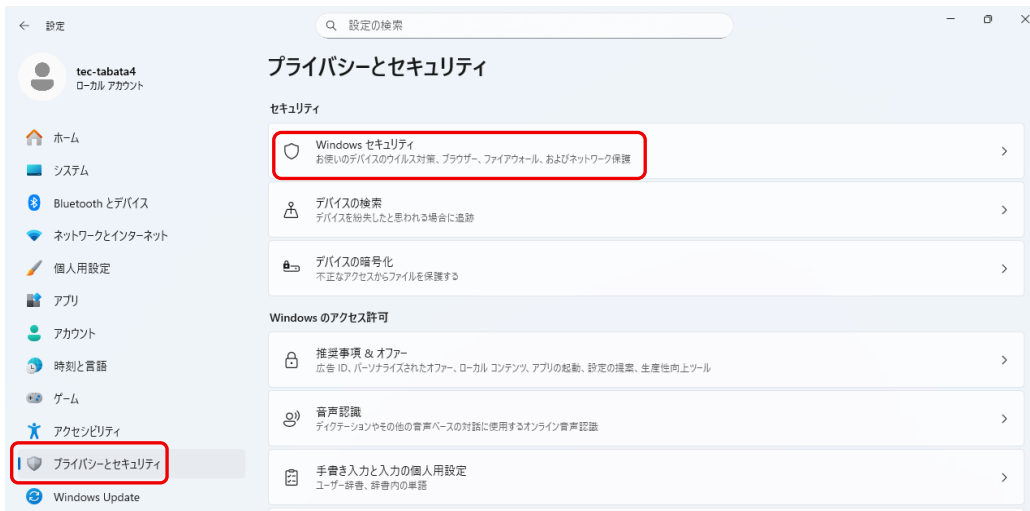 設定
設定の検索
tec-tabata4
ローカル アカウント
ホーム
システム
Bluetooth とデバイス
ネットワークとインターネット
個人用設定
アプリ
アカウント
時刻と言語
ゲーム
アクセシビリティ
プライバシーとセキュリティ
Windows Update
プライバシーとセキュリティ
セキュリティ
Windows セキュリティ
お使いのデバイスのウイルス対策、ブラウザー、ファイアウォール、およびネットワーク保護
デバイスの検索
デバイスを紛失したと思われる場合に追跡
デバイスの暗号化
不正なアクセスからファイルを保護する
Windows のアクセス許可
推奨事項 & オファー
広告 ID、パーソナライズされたオファー、ローカル コンテンツ、アプリの起動、設定の提案、生産性向上ツール
音声認識
ディクテーションやその他の音声ベースの対話に使用するオンライン音声認識
手書き入力と入力の個人用設定
ユーザー辞書、辞書内の単語